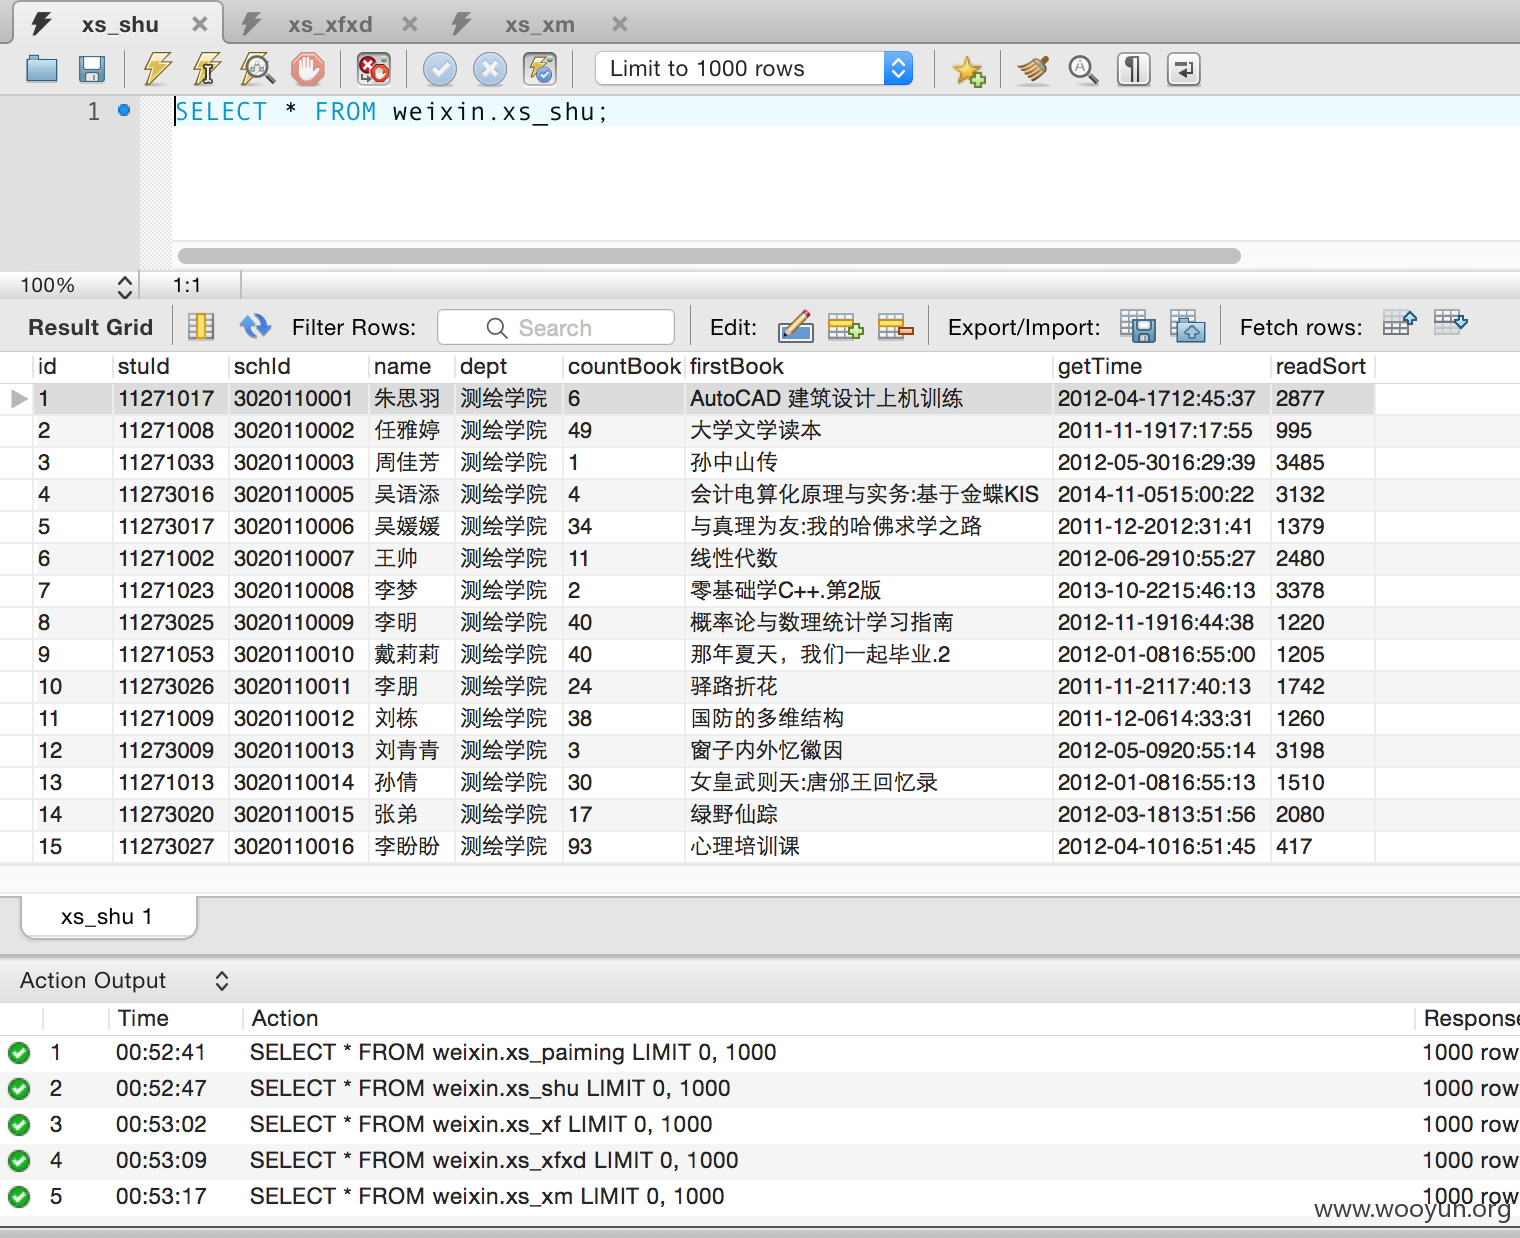 xs_shu xs_xfxd xs_xm
Limit to 1000 rows
1 SELECT * FROM weixin.xs_shu;
100% 1:1
Result Grid Filter Rows: Search Edit: Export/Import: Fetch rows:
id stuId schId name dept countBook firstBook getTime readSort
1 11271017 3020110001 朱思羽 测绘学院 6 AutoCAD 建筑设计上机训练 2012-04-1712:45:37 2877
2 11271008 3020110002 任雅婷 测绘学院 49 大学文学读本 2011-11-1917:17:55 995
3 11271033 3020110003 周佳芳 测绘学院 1 孙中山传 2012-05-3016:29:39 3485
4 11273016 3020110005 吴语添 测绘学院 4 会计电算化原理与实务:基于金蝶KIS 2014-11-0515:00:22 3132
5 11273017 3020110006 吴媛媛 测绘学院 34 与真理为友:我的哈佛求学之路 2011-12-2012:31:41 1379
6 11271002 3020110007 王帅 测绘学院 11 线性代数 2012-06-2910:55:27 2480
7 11271023 3020110008 李梦 测绘学院 2 零基础学C++.第2版 2013-10-2215:46:13 3378
8 11273025 3020110009 李明 测绘学院 40 概率论与数理统计学习指南 2012-11-1916:44:38 1220
9 11271053 3020110010 戴莉莉 测绘学院 40 那年夏天，我们一起毕业.2 2012-01-0816:55:00 1205
10 11273026 3020110011 李朋 测绘学院 24 驿路折花 2011-11-2117:40:13 1742
11 11271009 3020110012 刘栋 测绘学院 38 国防的多维结构 2011-12-0614:33:31 1260
12 11273009 3020110013 刘青青 测绘学院 3 窗子内外忆徽因 2012-05-0920:55:14 3198
13 11271013 3020110014 孙倩 测绘学院 30 女皇武则天:唐邠王回忆录 2012-01-0816:55:13 1510
14 11273020 3020110015 张弟 测绘学院 17 绿野仙踪 2012-03-1813:51:56 2080
15 11273027 3020110016 李盼盼 测绘学院 93 心理培训课 2012-04-1016:51:45 417
xs_shu 1
Action Output
Time Action Response
1 00:52:41 SELECT * FROM weixin.xs_paiming LIMIT 0, 1000 1000 row
2 00:52:47 SELECT * FROM weixin.xs_shu LIMIT 0, 1000 1000 row
3 00:53:02 SELECT * FROM weixin.xs_xf LIMIT 0, 1000 1000 row
4 00:53:09 SELECT * FROM weixin.xs_xfxd LIMIT 0, 1000 1000 row
5 00:53:17 SELECT * FROM weixin.xs_xm LIMIT 0, 1000 1000 row
www.wooyun.org